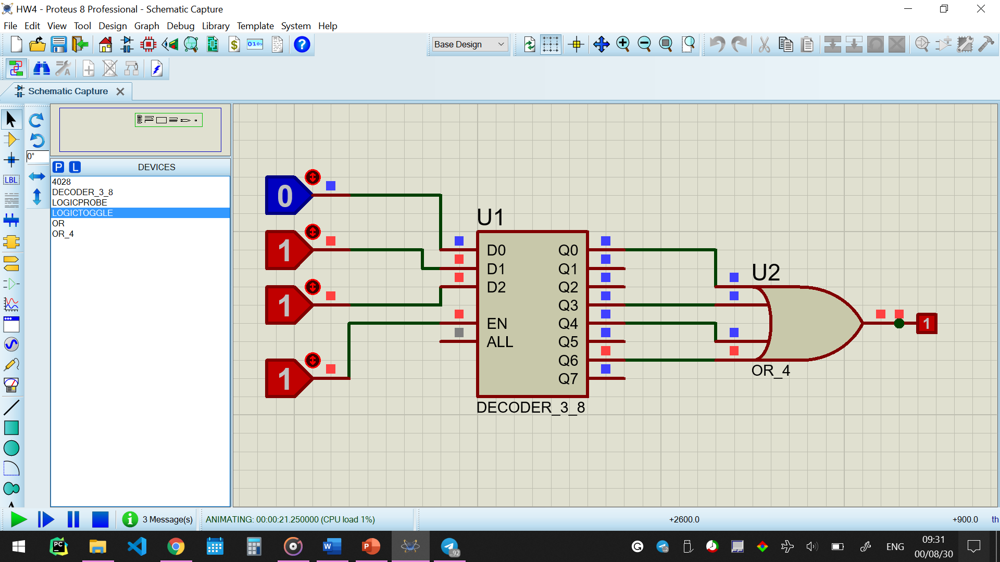 HW4 - Proteus 8 Professional - Schematic Capture
File Edit View Tool Design Graph Debug Library Template System Help
Base Design
Schematic Capture
0°
LBL
P L DEVICES
4028
DECODER_3_8
LOGICPROBE
LOGICTOGGLE
OR
OR_4
0
1
1
1
U1
D0 Q0
D1 Q1
D2 Q2
Q3
EN Q4
ALL Q5
Q6
Q7
DECODER_3_8
U2
OR_4
1
3 Message(s)
ANIMATING: 00:00:21.250000 (CPU load 1%)
+2600.0
+900.0
th
ENG
09:31
00/08/30